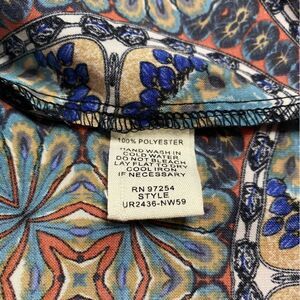 100% POLYESTER
HAND WASH IN
COLD WATER
DO NOT BLEACH
LAY FLAT TO DRY
COOL IRON
IF NECESSARY
RN 97254
STYLE
UR2436-NW59